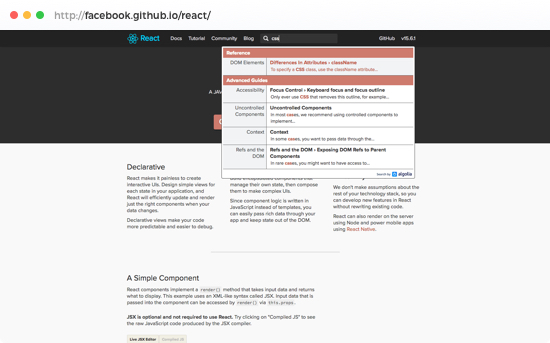 http://facebook.github.io/react/
React Docs Tutorial Community Blog css GitHub v15.6.1
Reference
DOM Elements Differences In Attributes › className
To specify a CSS class, use the className attribute...
Advanced Guides
Accessibility Focus Control › Keyboard focus and focus outline
Only ever use CSS that removes this outline, for example...
Uncontrolled Components Uncontrolled Components
In most cases, we recommend using controlled components to
implement...
Context Context
In some cases, you want to pass data through the...
Refs and the DOM Refs and the DOM › Exposing DOM Refs to Parent
Components
In rare cases, you might want to have access to...
Search by algolia
A JAV
Declarative
React makes it painless to create
interactive UIs. Design simple views for
each state in your application, and
React will efficiently update and render
just the right components when your
data changes.
Declarative views make your code
more predictable and easier to debug.
manage their own state, then compose
them to make complex UIs.
Since component logic is written in
JavaScript instead of templates, you
can easily pass rich data through your
app and keep state out of the DOM.
We don't make assumptions about the
rest of your technology stack, so you
can develop new features in React
without rewriting existing code.
React can also render on the server
using Node and power mobile apps
using React Native.
A Simple Component
React components implement a render() method that takes input data and returns
what to display. This example uses an XML-like syntax called JSX. Input data that is
passed into the component can be accessed by render() via this.props.
JSX is optional and not required to use React. Try clicking on "Compiled JS" to see
the raw JavaScript code produced by the JSX compiler.
Live JSX Editor Compiled JS